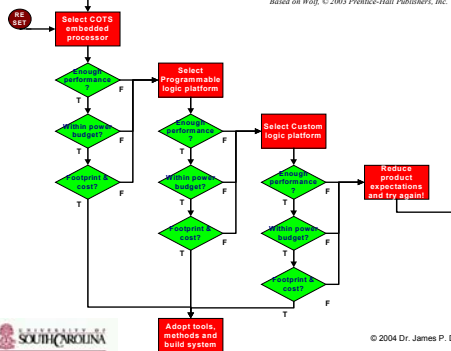 Based on Wolf, © 2003 Prentice-Hall Publishers, Inc.
RE
SET
Select COTS
embedded
processor
Enough
performance
?
T
F
Within power
budget?
T
F
Footprint &
cost?
T
F
Select
Programmable
logic platform
Enough
performance
?
T
F
Within power
budget?
T
F
Footprint &
cost?
T
F
Select Custom
logic platform
Enough
performance
?
T
F
Within power
budget?
T
F
Footprint &
cost?
T
F
Reduce
product
expectations
and try again!
Adopt tools,
methods and
build system
UNIVERSITY OF
SOUTH CAROLINA
© 2004 Dr. James P. D